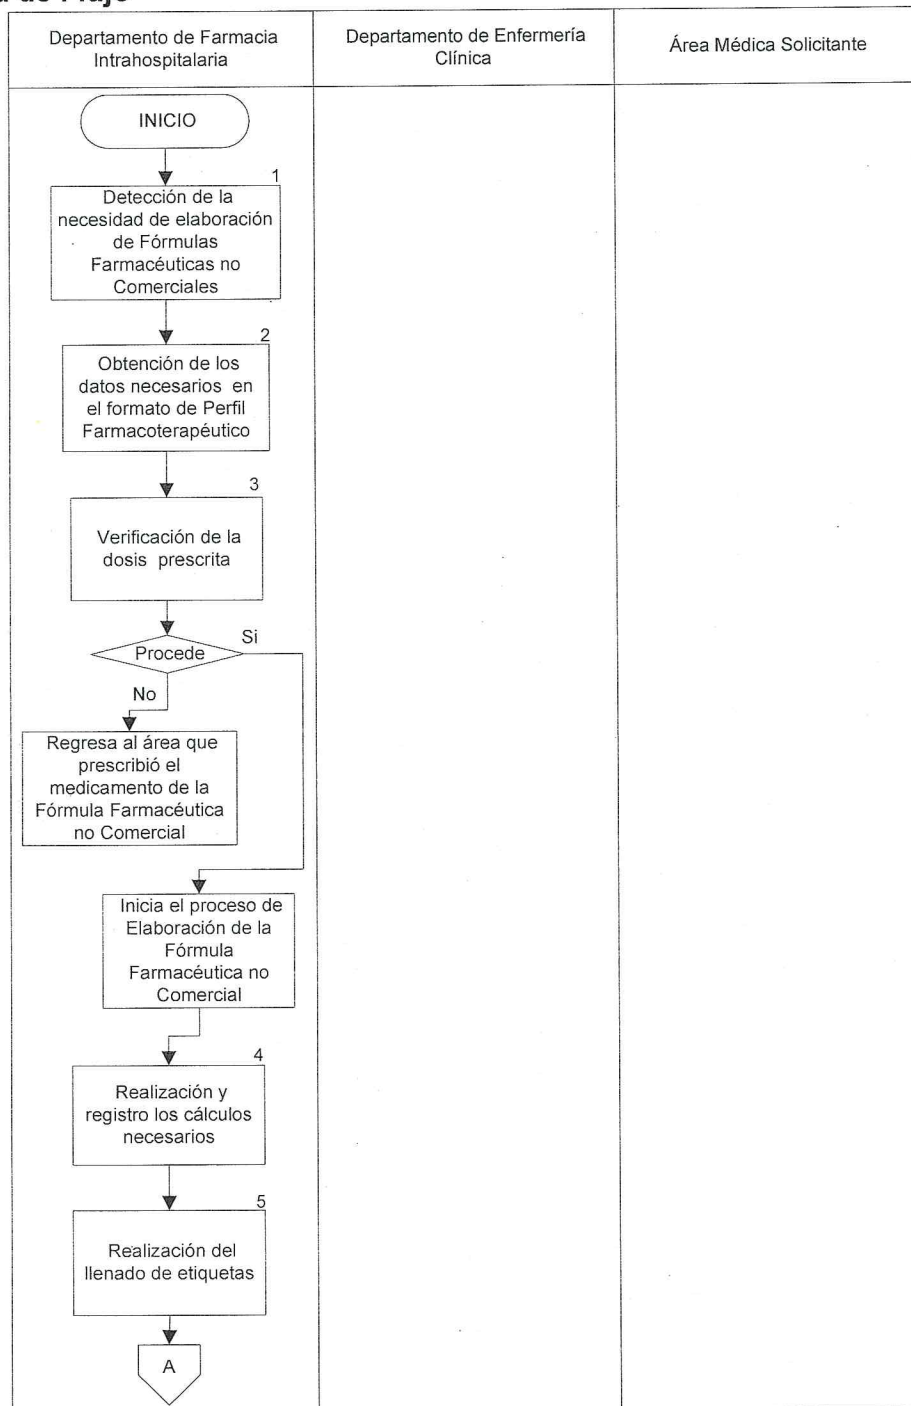 de Flujo
Departamento de Farmacia
Intrahospitalaria
Departamento de Enfermería
Clínica
Área Médica Solicitante
INICIO
1
Detección de la
necesidad de elaboración
de Fórmulas
Farmacéuticas no
Comerciales
2
Obtención de los
datos necesarios en
el formato de Perfil
Farmacoterapéutico
3
Verificación de la
dosis prescrita
Procede
Si
No
Regresa al área que
prescribió el
medicamento de la
Fórmula Farmacéutica
no Comercial
Inicia el proceso de
Elaboración de la
Fórmula
Farmacéutica no
Comercial
4
Realización y
registro los cálculos
necesarios
5
Realización del
llenado de etiquetas
A